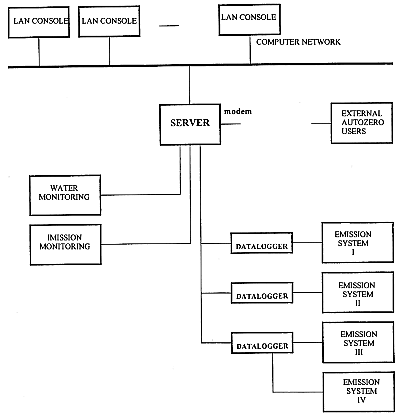 LAN CONSOLE
LAN CONSOLE
LAN CONSOLE
COMPUTER NETWORK
modem
SERVER
EXTERNAL
AUTOZERO
USERS
WATER
MONITORING
IMISSION
MONITORING
DATALOGGER
EMISSION
SYSTEM
I
DATALOGGER
EMISSION
SYSTEM
II
DATALOGGER
EMISSION
SYSTEM
III
EMISSION
SYSTEM
IV